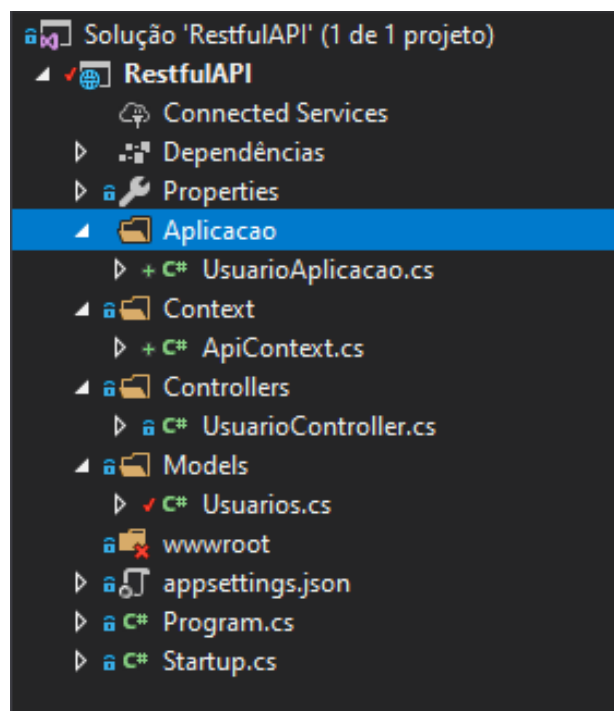 Solução 'RestfulAPI' (1 de 1 projeto)
RestfulAPI
Connected Services
Dependências
Properties
Aplicacao
C# UsuarioAplicacao.cs
Context
C# ApiContext.cs
Controllers
C# UsuarioController.cs
Models
C# Usuarios.cs
wwwroot
appsettings.json
C# Program.cs
C# Startup.cs